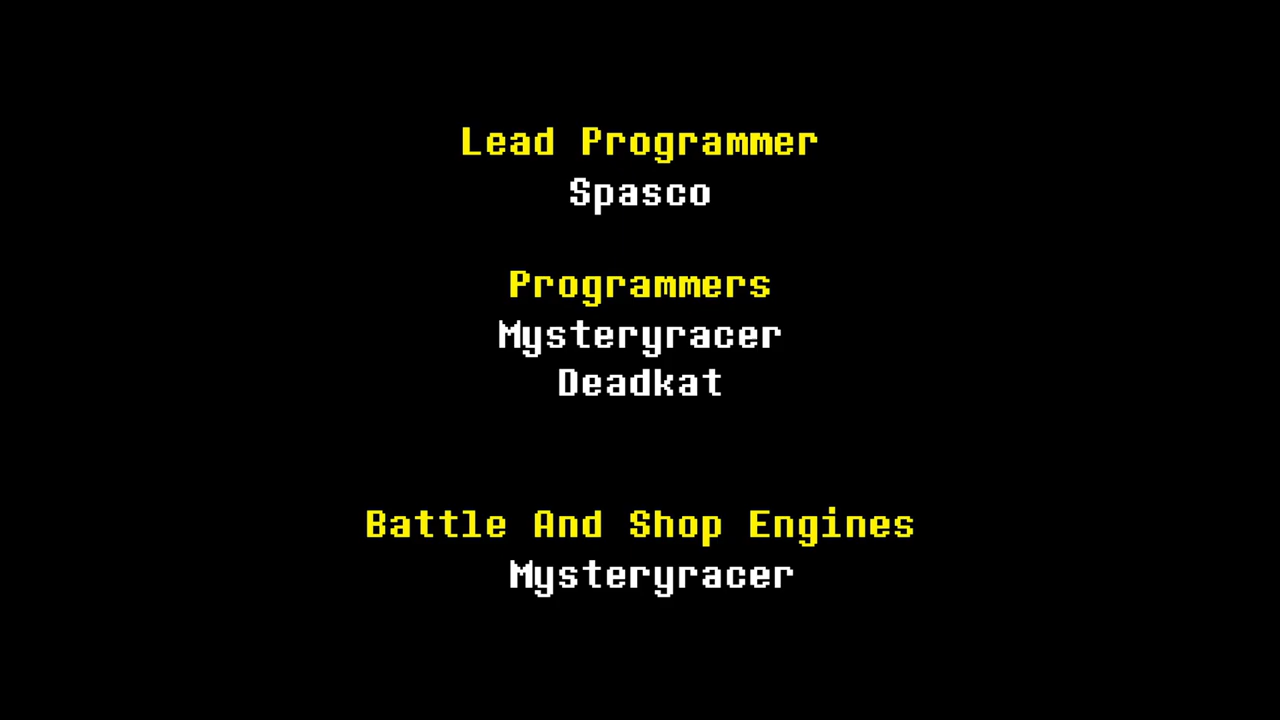 Lead Programmer
Spasco
Programmers
Mysteryracer
Deadkat
Battle And Shop Engines
Mysteryracer